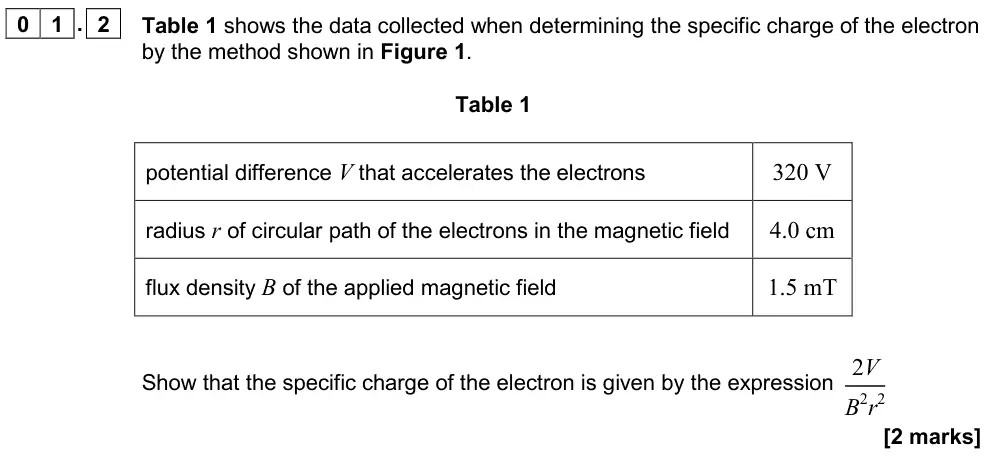 01.2 Table 1 shows the data collected when determining the specific charge of the electron
by the method shown in Figure 1.
Table 1
potential difference V that accelerates the electrons 320 V
radius r of circular path of the electrons in the magnetic field 4.0 cm
flux density B of the applied magnetic field 1.5 mT
Show that the specific charge of the electron is given by the expression 2V/B²r²
[2 marks]